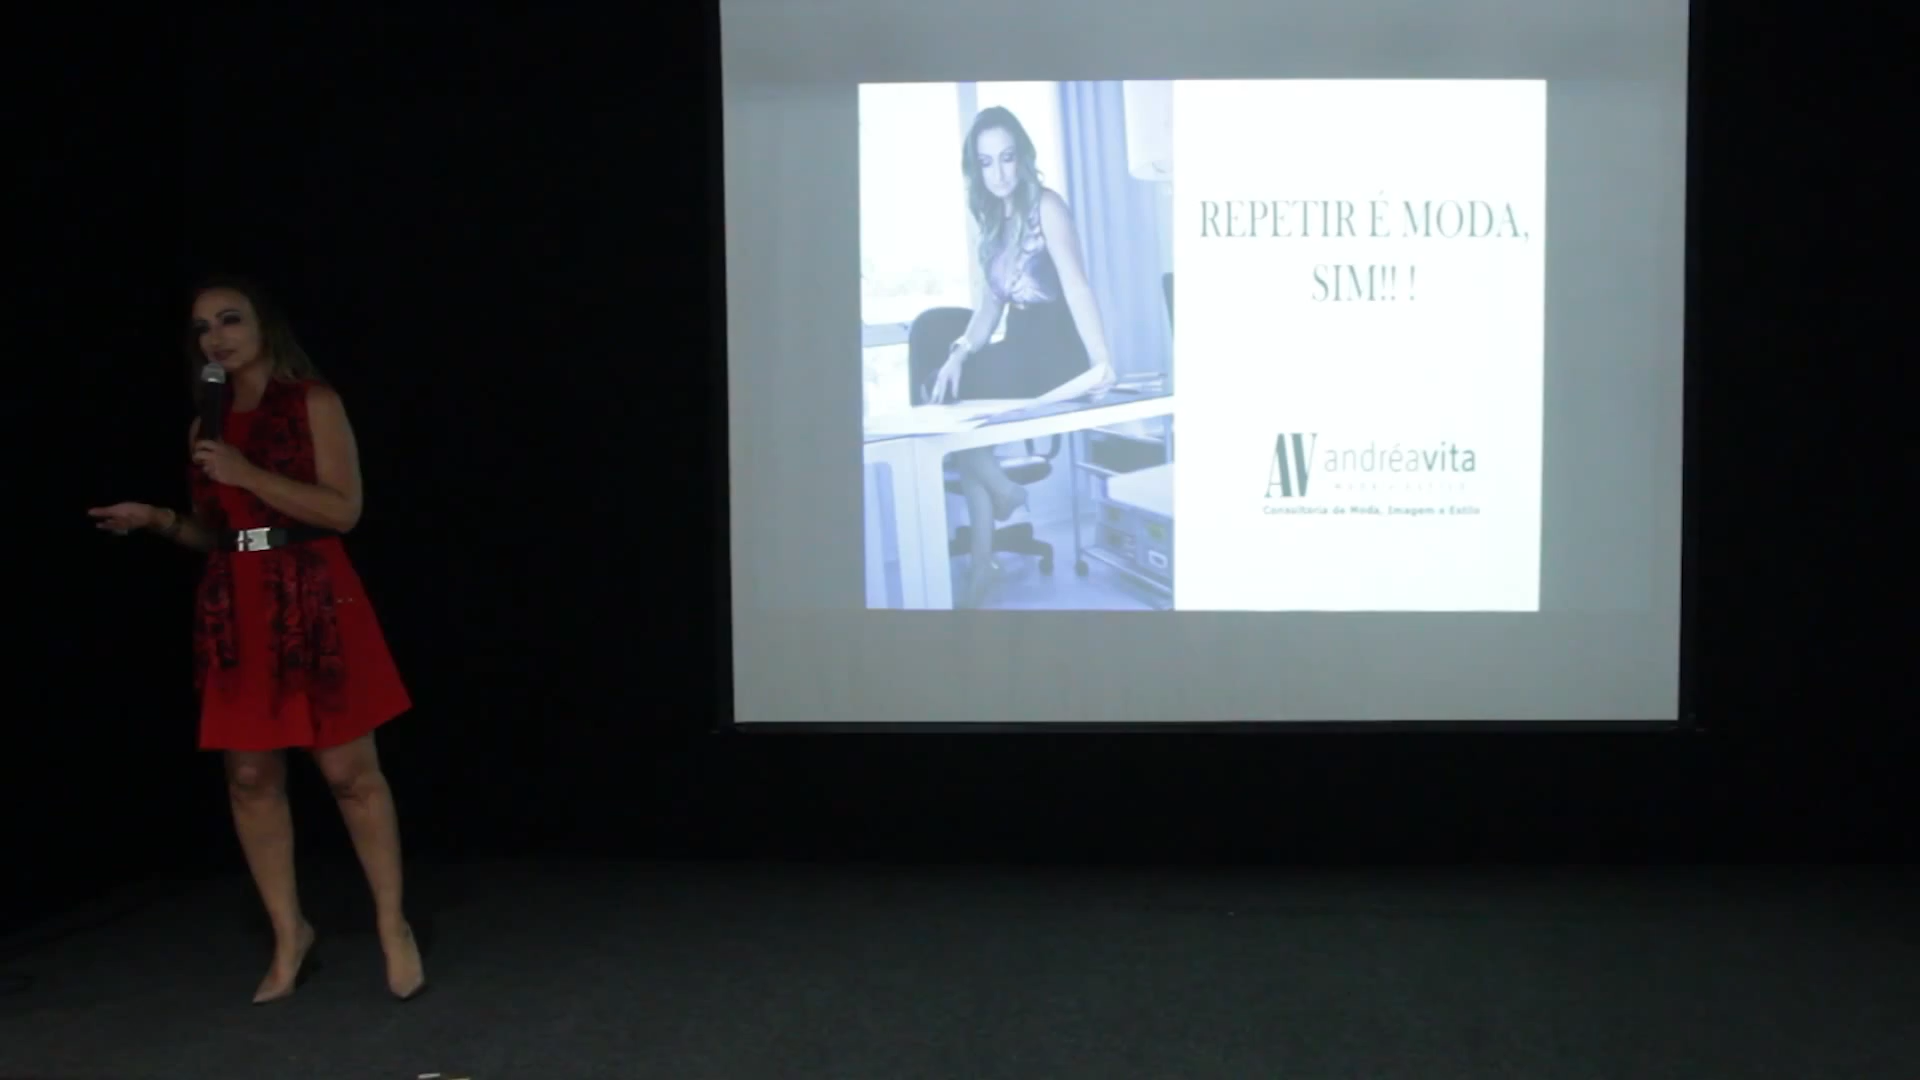 REPETIR É MODA,
SIM!! !
AV andréavita
Consultoria de Moda, Imagem e Estilo